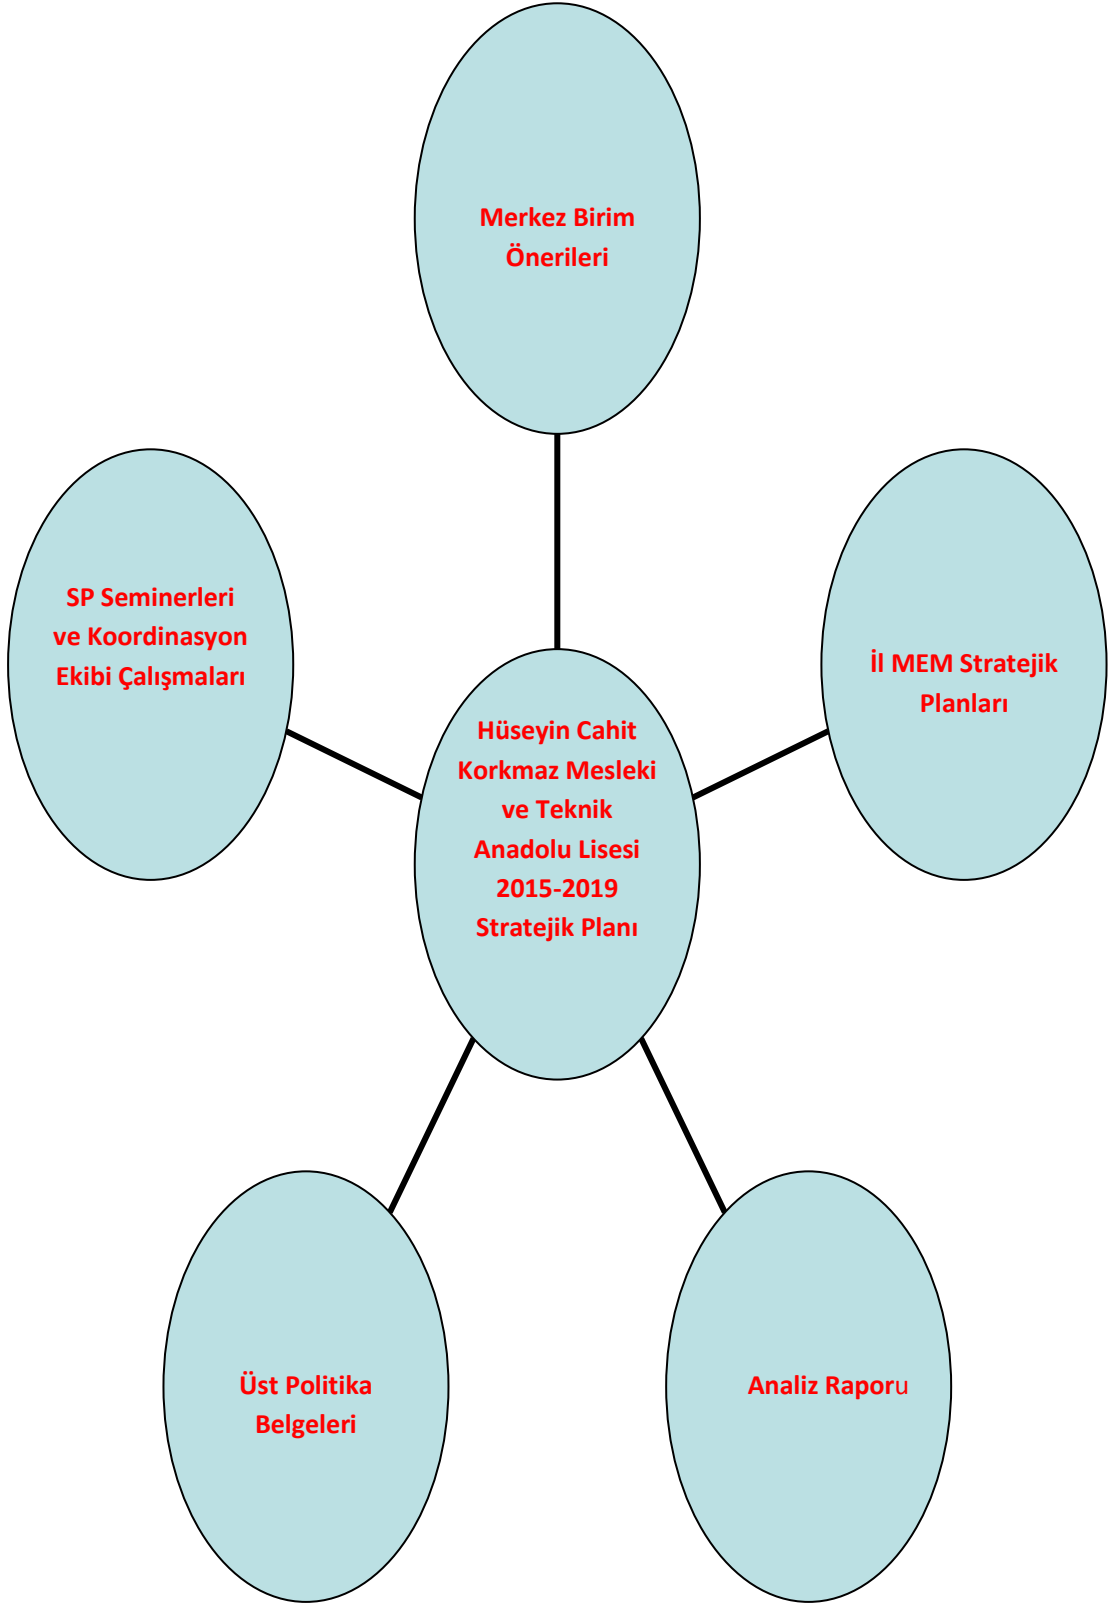 Merkez Birim
Önerileri
SP Seminerleri
ve Koordinasyon
Ekibi Çalışmaları
İl MEM Stratejik
Planları
Hüseyin Cahit
Korkmaz Mesleki
ve Teknik
Anadolu Lisesi
2015-2019
Stratejik Planı
Üst Politika
Belgeleri
Analiz Raporu